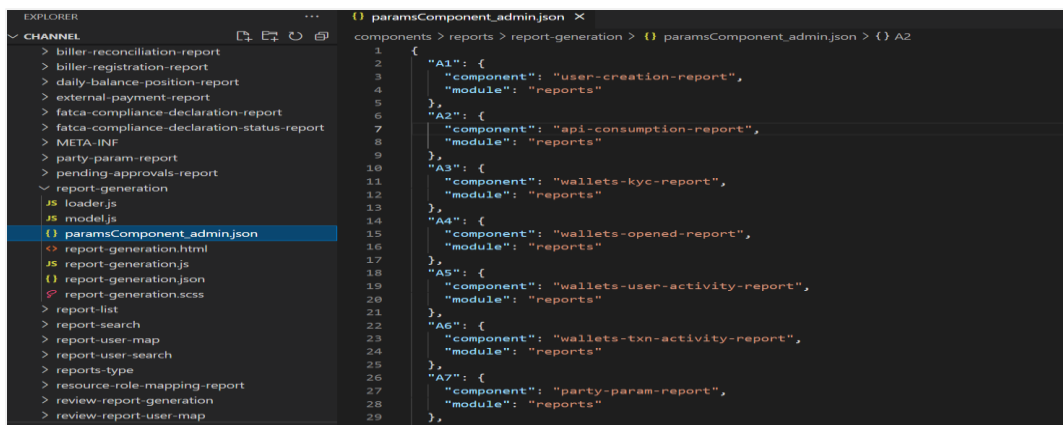 EXPLORER
···
CHANNEL
> biller-reconciliation-report
> biller-registration-report
> daily-balance-position-report
> external-payment-report
> fatca-compliance-declaration-report
> fatca-compliance-declaration-status-report
> META-INF
> party-param-report
> pending-approvals-report
report-generation
JS loader.js
JS model.js
{} paramsComponent_admin.json
<> report-generation.html
JS report-generation.js
{} report-generation.json
report-generation.scss
> report-list
> report-search
> report-user-map
> report-user-search
> reports-type
> resource-role-mapping-report
> review-report-generation
> review-report-user-map
{} paramsComponent_admin.json ×
components > reports > report-generation > {} paramsComponent_admin.json > {} A2
1 {
2 "A1": {
3 "component": "user-creation-report",
4 "module": "reports"
5 },
6 "A2": {
7 "component": "api-consumption-report",
8 "module": "reports"
9 },
10 "A3": {
11 "component": "wallets-kyc-report",
12 "module": "reports"
13 },
14 "A4": {
15 "component": "wallets-opened-report",
16 "module": "reports"
17 },
18 "A5": {
19 "component": "wallets-user-activity-report",
20 "module": "reports"
21 },
22 "A6": {
23 "component": "wallets-txn-activity-report",
24 "module": "reports"
25 },
26 "A7": {
27 "component": "party-param-report",
28 "module": "reports"
29 },